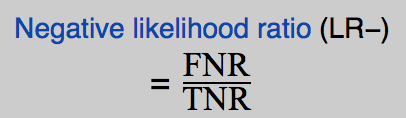 Negative likelihood ratio (LR−)
= FNR
TNR